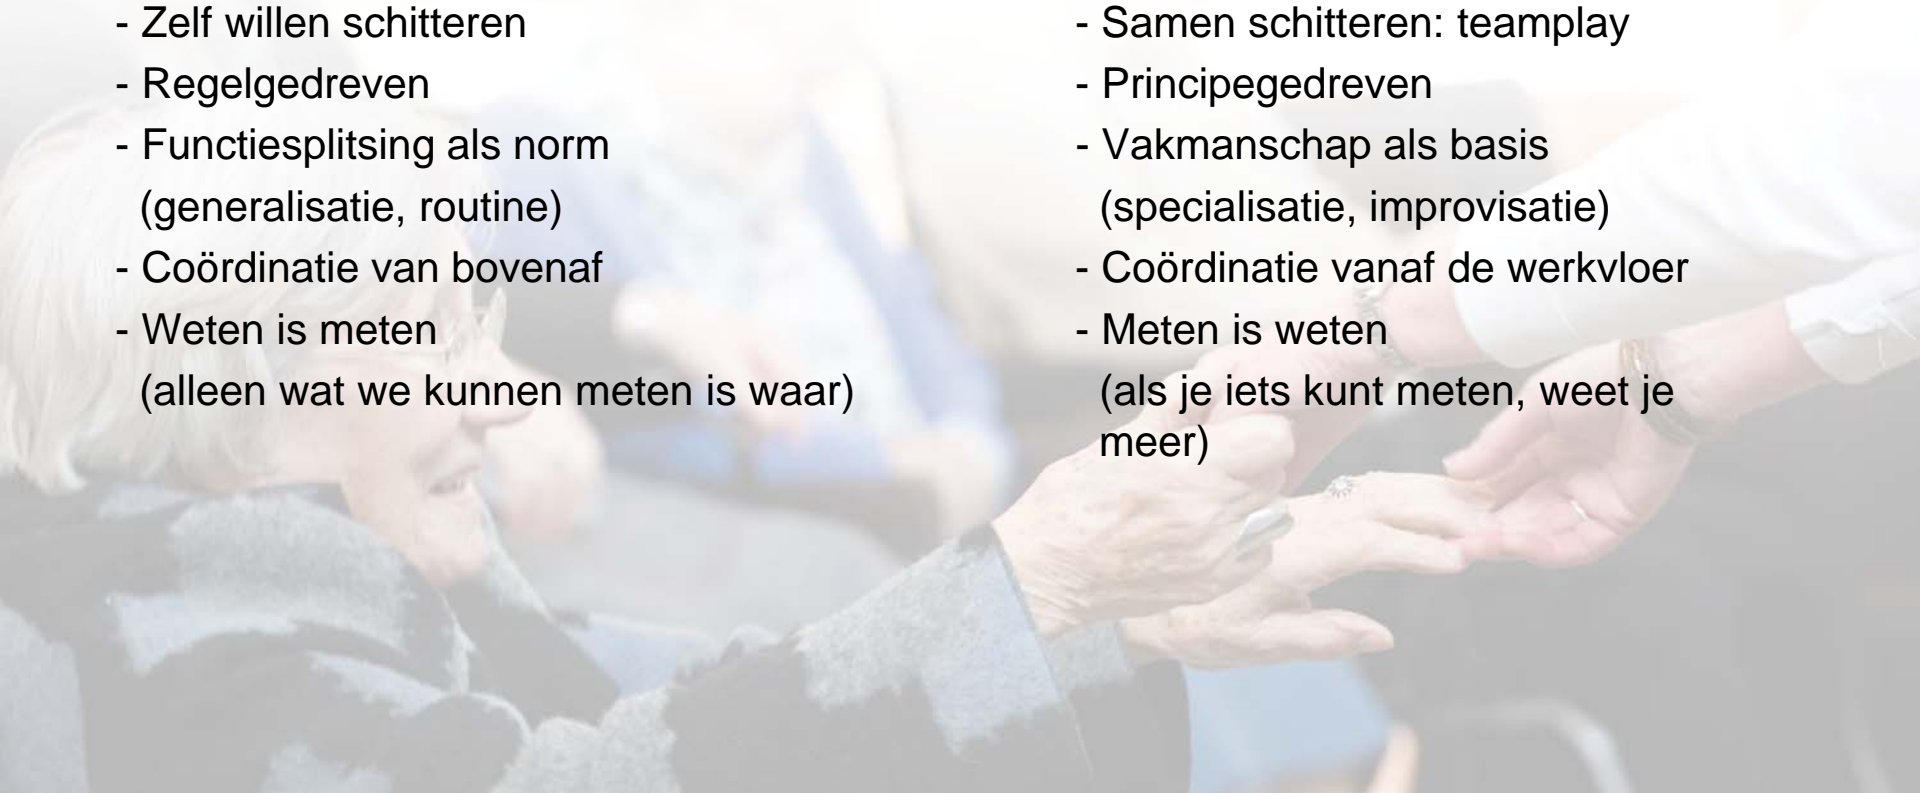 - Zelf willen schitteren
- Regelgedreven
- Functiesplitsing als norm
(generalisatie, routine)
- Coördinatie van bovenaf
- Weten is meten
(alleen wat we kunnen meten is waar)
- Samen schitteren: teamplay
- Principegedreven
- Vakmanschap als basis
(specialisatie, improvisatie)
- Coördinatie vanaf de werkvloer
- Meten is weten
(als je iets kunt meten, weet je
meer)